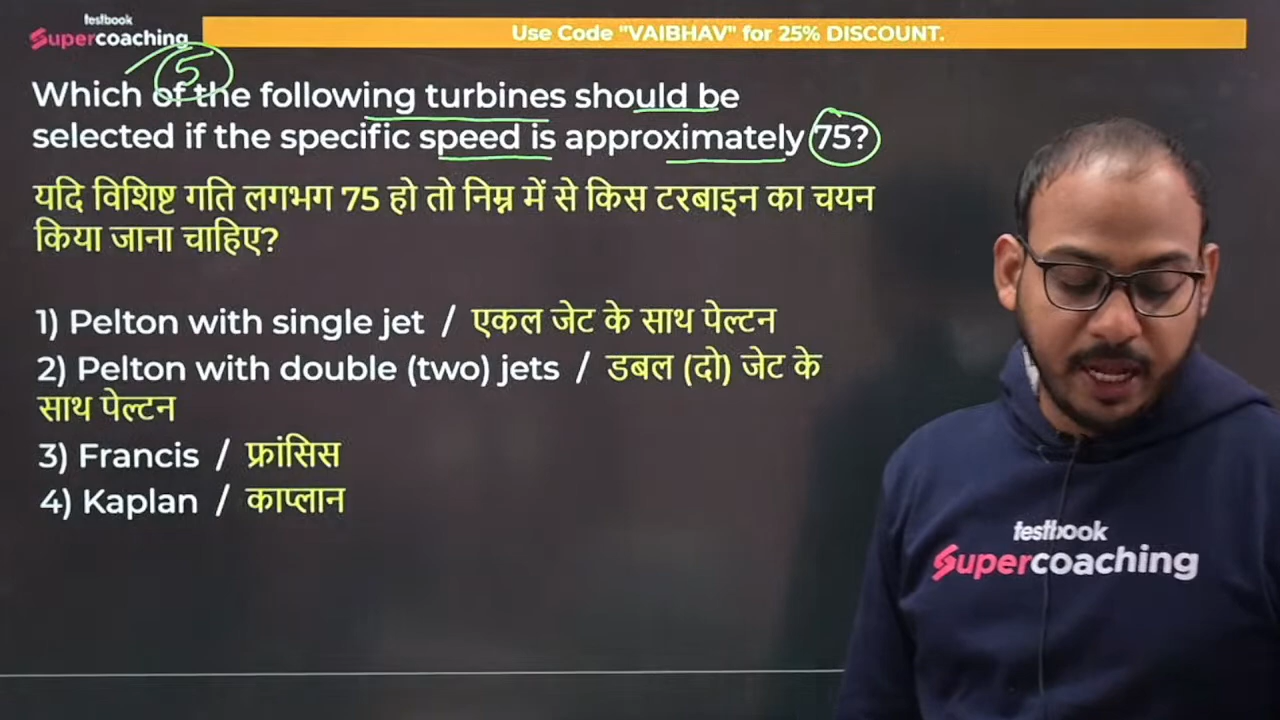 testbook
Supercoaching
Use Code "VAIBHAV" for 25% DISCOUNT.
5
Which of the following turbines should be
selected if the specific speed is approximately 75?
यदि विशिष्ट गति लगभग 75 हो तो निम्न में से किस टरबाइन का चयन
किया जाना चाहिए?
1) Pelton with single jet / एकल जेट के साथ पेल्टन
2) Pelton with double (two) jets / डबल (दो) जेट के
साथ पेल्टन
3) Francis / फ्रांसिस
4) Kaplan / काप्लान
testbook
Supercoaching